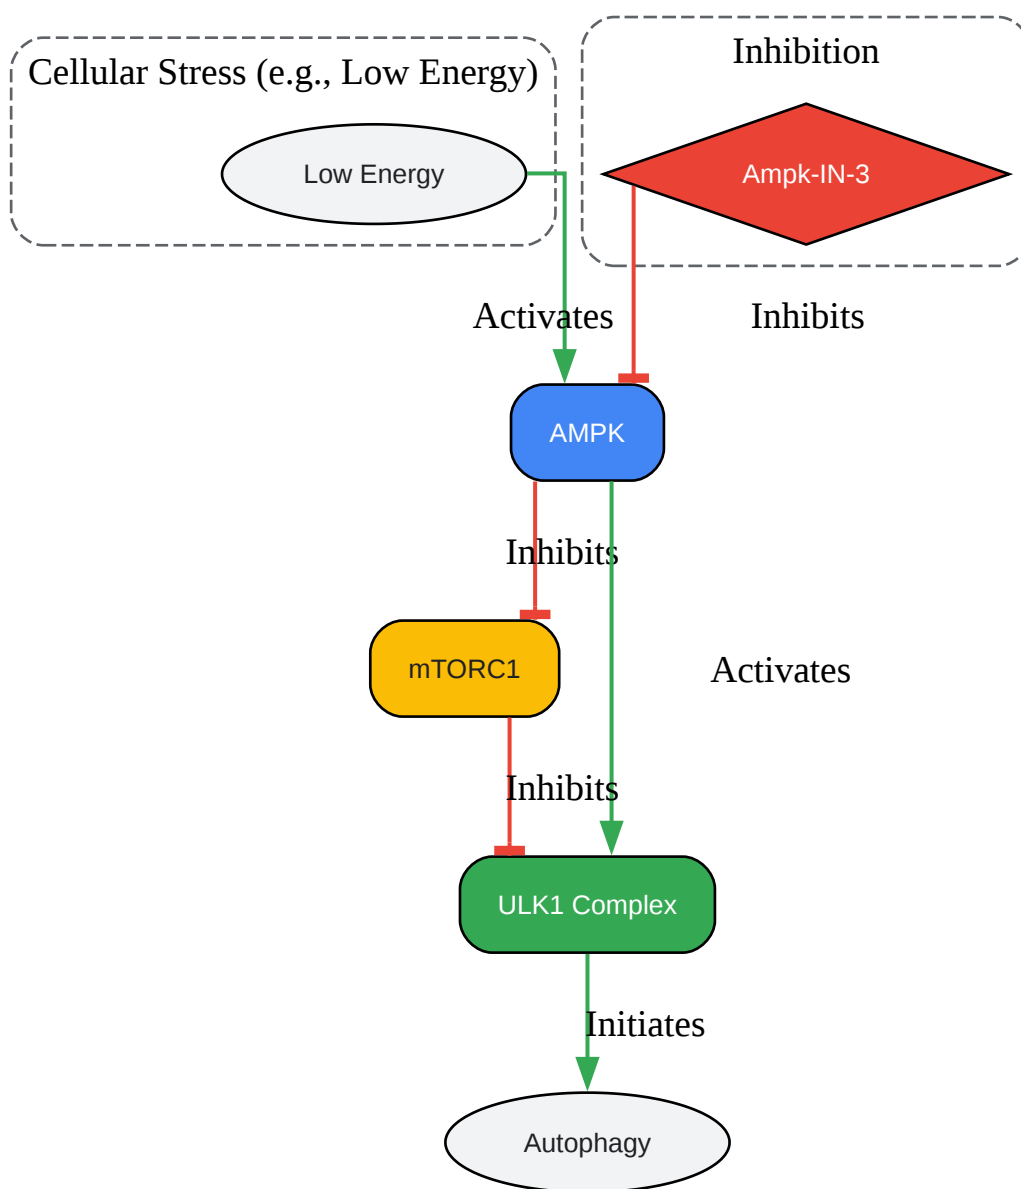 Inhibition
Cellular Stress (e.g., Low Energy)
Low Energy
Ampk-IN-3
Activates
Inhibits
AMPK
Inhibits
mTORC1
Activates
Inhibits
ULK1 Complex
Initiates
Autophagy